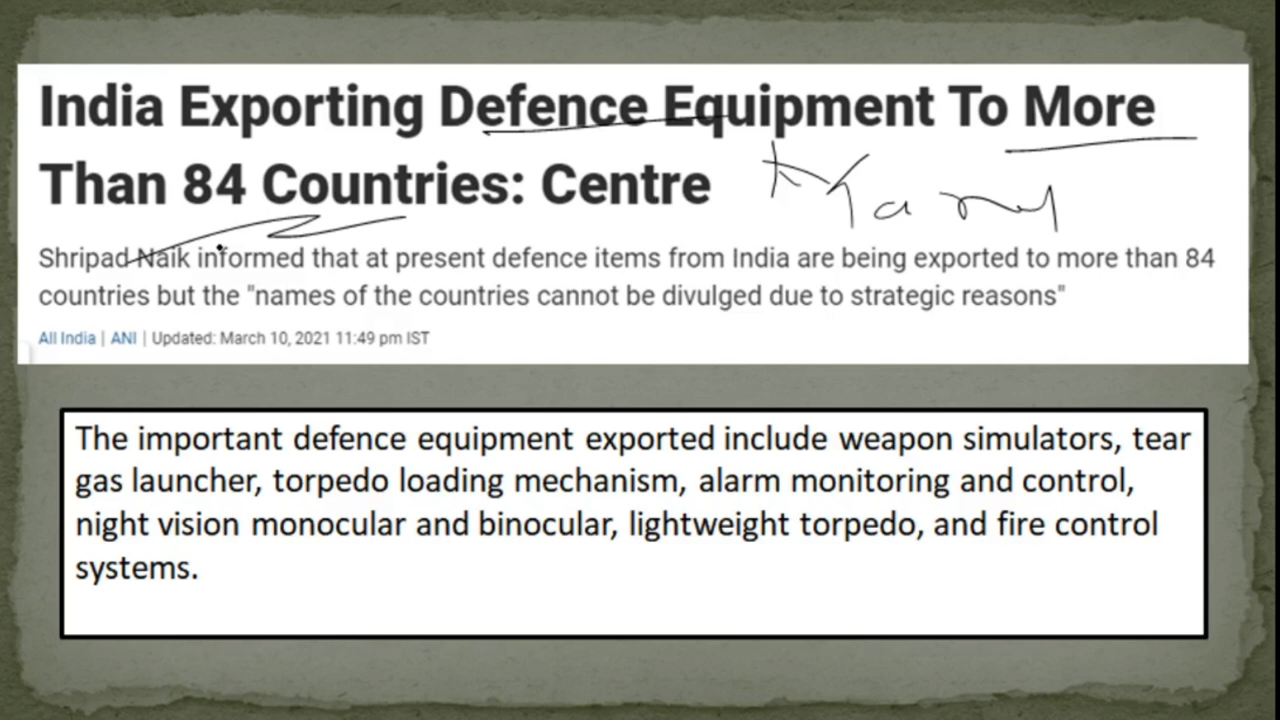 India Exporting Defence Equipment To More
Than 84 Countries: Centre
Shripad Naik informed that at present defence items from India are being exported to more than 84
countries but the "names of the countries cannot be divulged due to strategic reasons"
All India | ANI | Updated: March 10, 2021 11:49 pm IST
The important defence equipment exported include weapon simulators, tear
gas launcher, torpedo loading mechanism, alarm monitoring and control,
night vision monocular and binocular, lightweight torpedo, and fire control
systems.